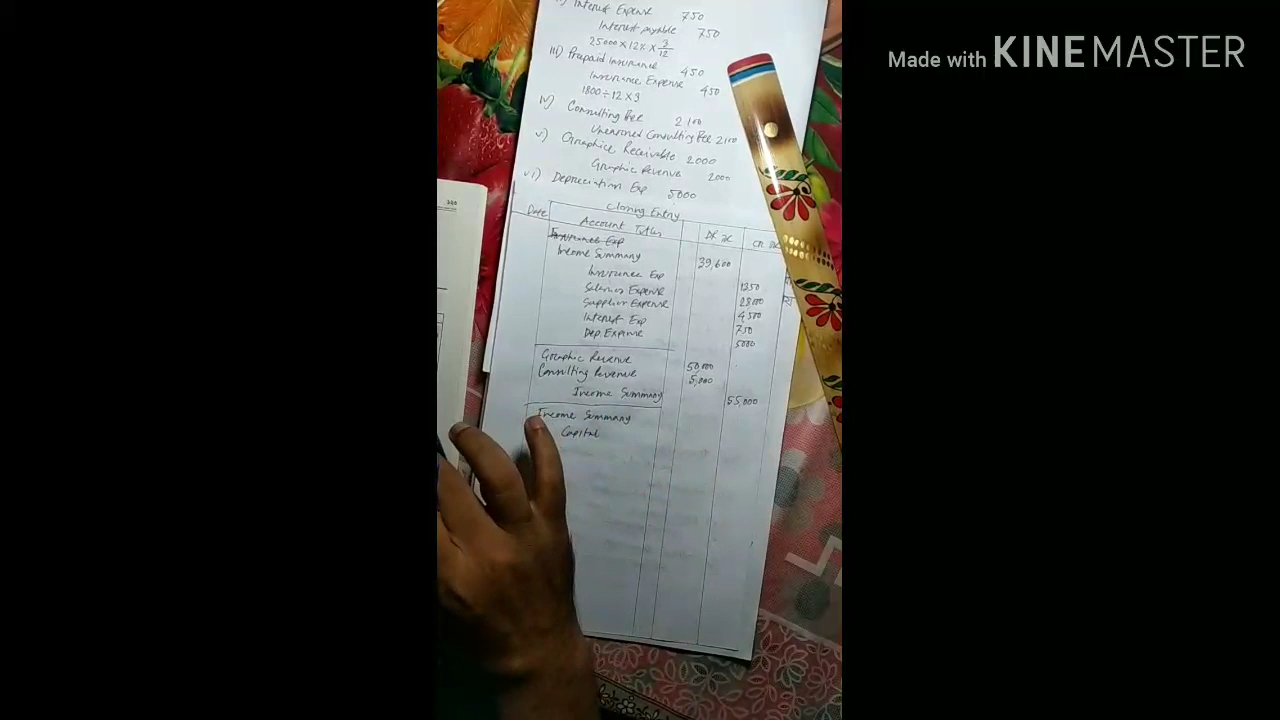 Made with KINEMASTER
Interest Expense 750
Interest payable 750
25000 × 12% × 3/12
III) Prepaid Insurance 450
Insurance Expense 450
1800 ÷ 12 × 3
IV) Consulting Fee 2100
Unearned Consulting Fee 2100
V) Graphice Receivable 2000
Graphic Revenue 2000
VI) Depreciation Exp 5000
Closing Entry
Date Account Titles DR
Insurance Exp
Income Summary 39,600
Insurance Exp 1350
Salaries Expense 28000
Supplies Expense 4500
Interest Exp 750
Dep. Expense 5000
Graphic Revenue 50,000
Consulting Revenue 5,000
Income Summary 55,000
Income Summary
Capital